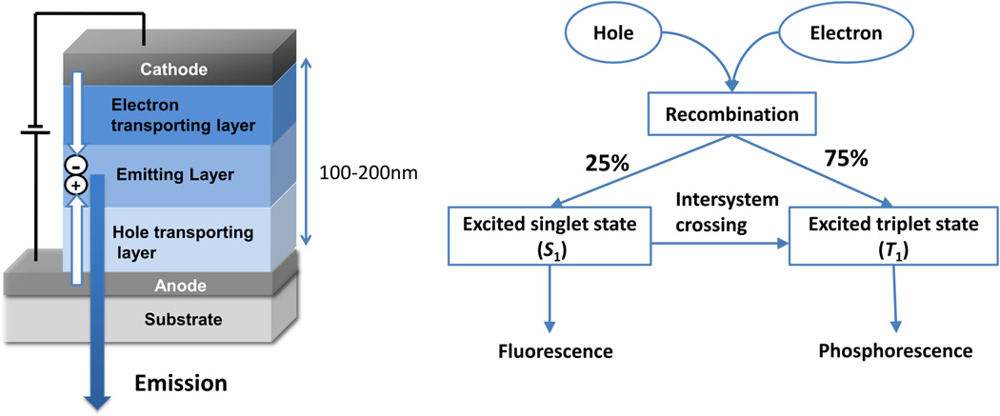 Cathode
Electron
transporting layer
-
Emitting Layer
+
Hole transporting
layer
Anode
Substrate
Emission
100-200nm
Hole
Electron
Recombination
25%
75%
Excited singlet state
(S₁)
Intersystem
crossing
Excited triplet state
(T₁)
Fluorescence
Phosphorescence